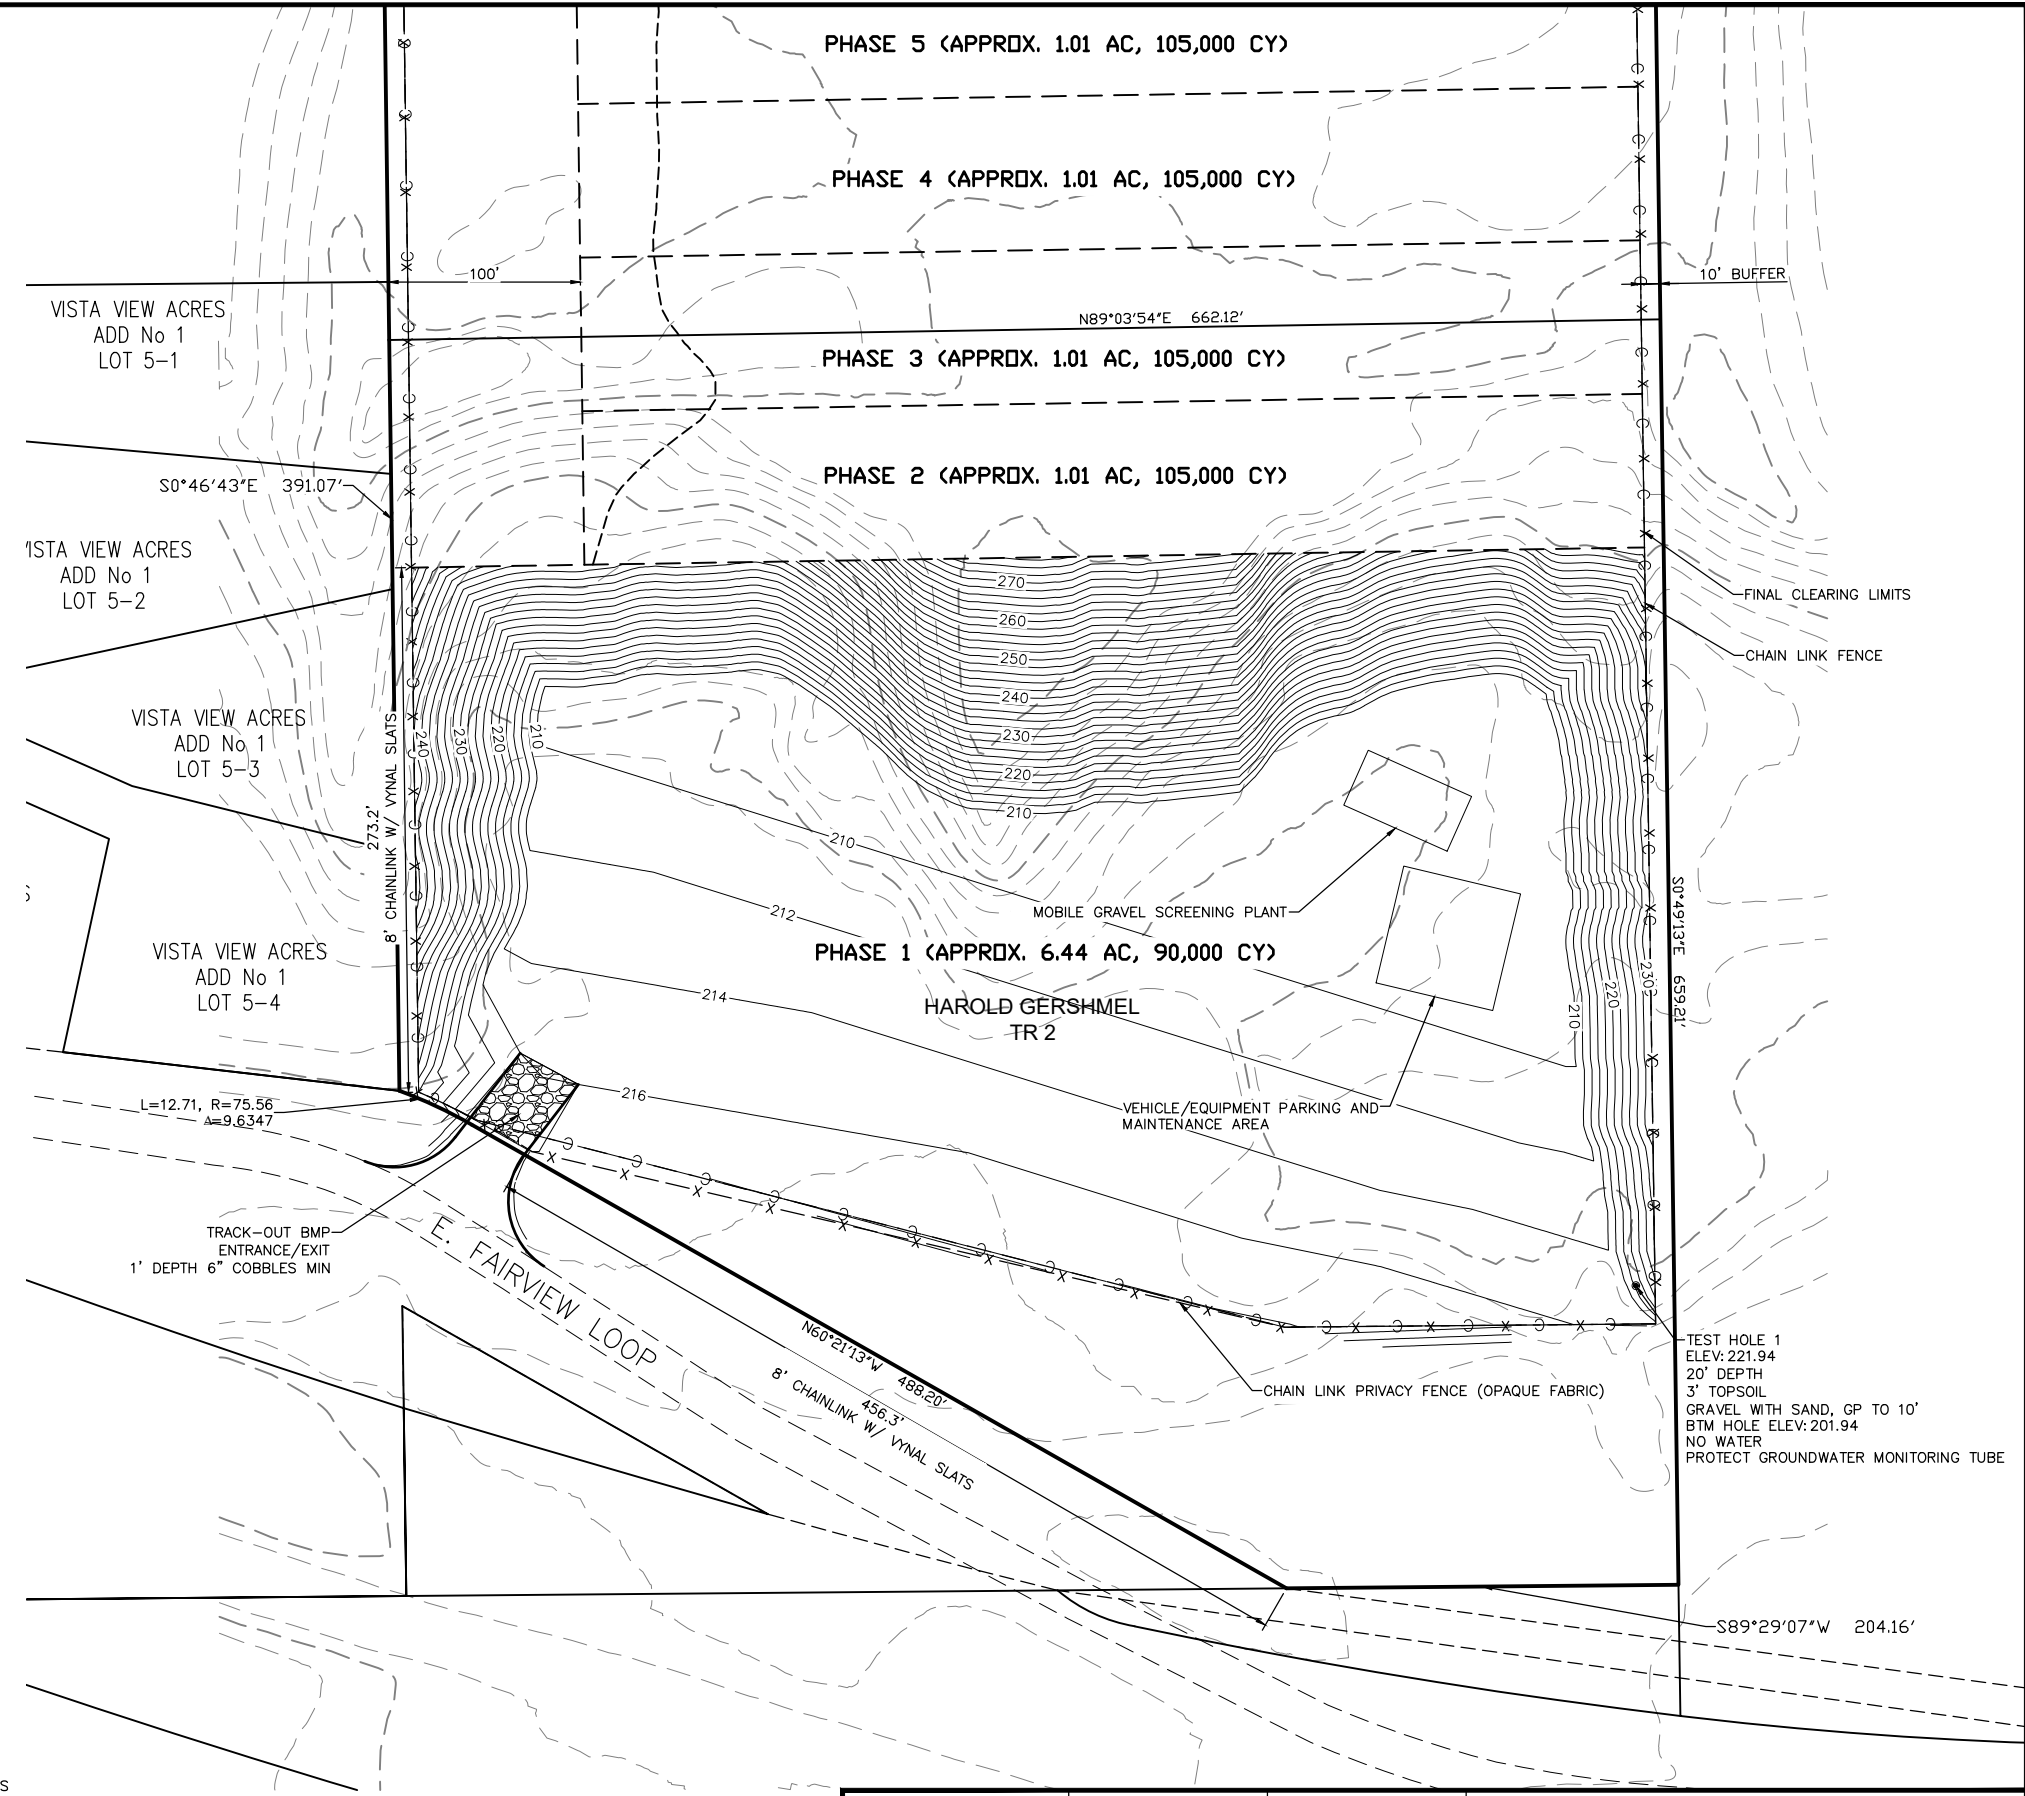 PHASE 5 (APPROX. 1.01 AC, 105,000 CY)
PHASE 4 (APPROX. 1.01 AC, 105,000 CY)
100'
10' BUFFER
VISTA VIEW ACRES
ADD No 1
LOT 5-1
N89°03'54"E 662.12'
PHASE 3 (APPROX. 1.01 AC, 105,000 CY)
PHASE 2 (APPROX. 1.01 AC, 105,000 CY)
S0°46'43"E 391.07'
VISTA VIEW ACRES
ADD No 1
LOT 5-2
270
260
250
240
230
220
210
FINAL CLEARING LIMITS
CHAIN LINK FENCE
VISTA VIEW ACRES
ADD No 1
LOT 5-3
240
230
220
210
273.2'
8' CHAINLINK W/ VYNAL SLATS
210
212
214
216
MOBILE GRAVEL SCREENING PLANT
PHASE 1 (APPROX. 6.44 AC, 90,000 CY)
HAROLD GERSHMEL
TR 2
VISTA VIEW ACRES
ADD No 1
LOT 5-4
210
220
230
S0°49'13"E 659.21'
L=12.71, R=75.56
Δ=9.6347
VEHICLE/EQUIPMENT PARKING AND
MAINTENANCE AREA
TRACK-OUT BMP
ENTRANCE/EXIT
1' DEPTH 6" COBBLES MIN
E. FAIRVIEW LOOP
N60°21'13"W 488.20'
456.3'
8' CHAINLINK W/ VYNAL SLATS
CHAIN LINK PRIVACY FENCE (OPAQUE FABRIC)
TEST HOLE 1
ELEV: 221.94
20' DEPTH
3' TOPSOIL
GRAVEL WITH SAND, GP TO 10'
BTM HOLE ELEV: 201.94
NO WATER
PROTECT GROUNDWATER MONITORING TUBE
S89°29'07"W 204.16'
S